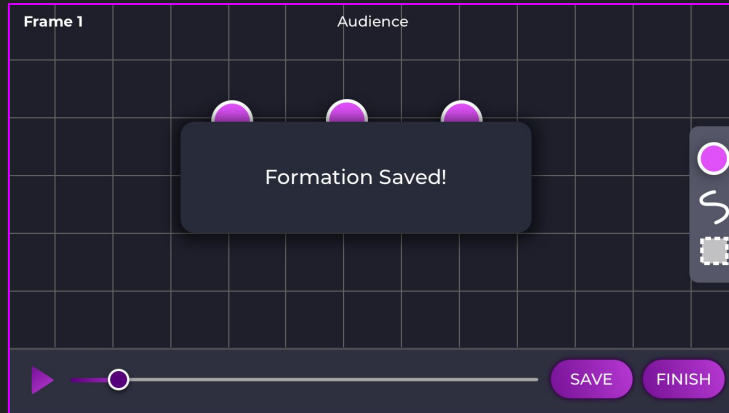 Frame 1
Audience
Formation Saved!
SAVE
FINISH